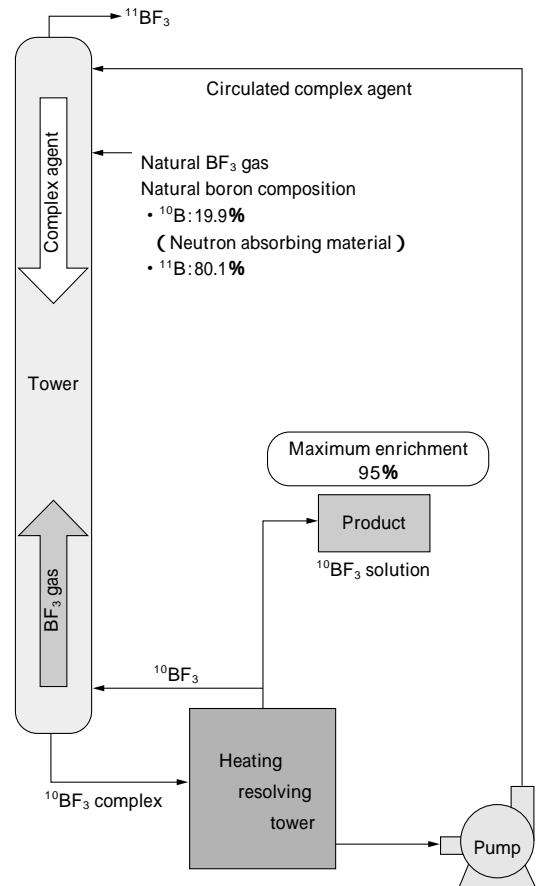 ¹¹BF₃
Circulated complex agent
Complex agent
Natural BF₃ gas
Natural boron composition
・¹⁰B:19.9%
(Neutron absorbing material)
・¹¹B:80.1%
Tower
Maximum enrichment
95%
Product
¹⁰BF₃ solution
BF₃ gas
¹⁰BF₃
Heating
resolving
tower
¹⁰BF₃ complex
Pump